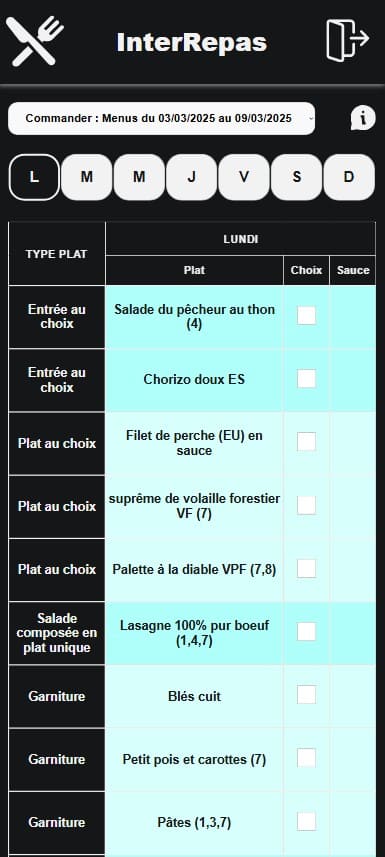 InterRepas
Commander : Menus du 03/03/2025 au 09/03/2025
i
L M M J V S D
TYPE PLAT
LUNDI
Plat Choix Sauce
Entrée au
choix
Salade du pêcheur au thon
(4)
Entrée au
choix
Chorizo doux ES
Plat au choix
Filet de perche (EU) en
sauce
Plat au choix
suprême de volaille forestier
VF (7)
Plat au choix
Palette à la diable VPF (7,8)
Salade
composée en
plat unique
Lasagne 100% pur boeuf
(1,4,7)
Garniture
Blés cuit
Garniture
Petit pois et carottes (7)
Garniture
Pâtes (1,3,7)